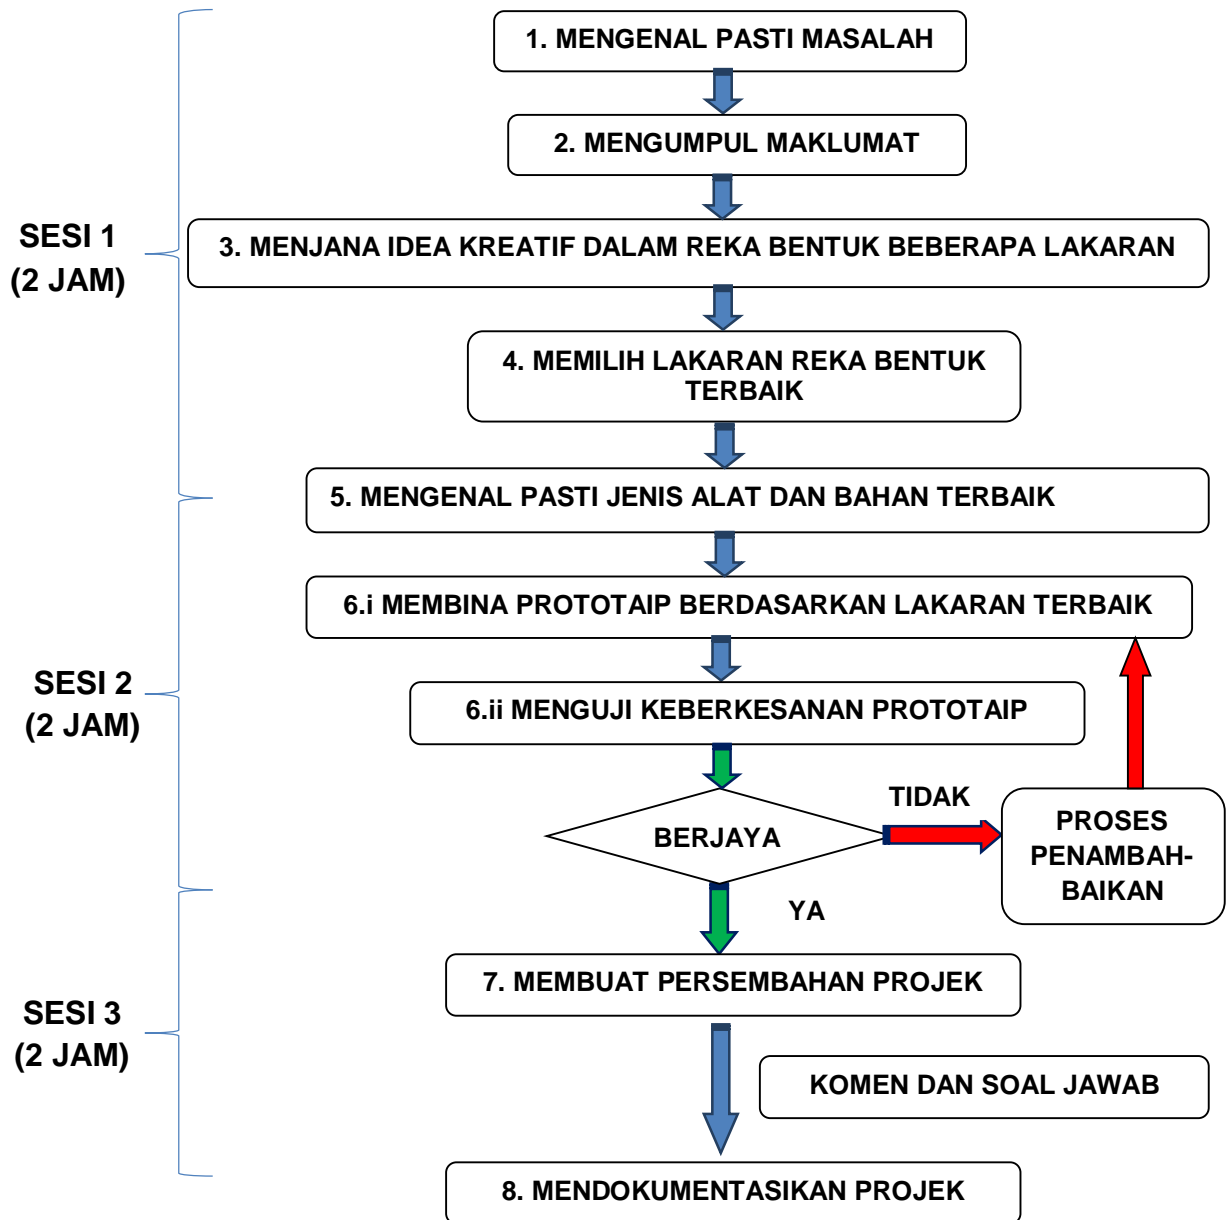 1. MENGENAL PASTI MASALAH
2. MENGUMPUL MAKLUMAT
SESI 1
(2 JAM)
3. MENJANA IDEA KREATIF DALAM REKA BENTUK BEBERAPA LAKARAN
4. MEMILIH LAKARAN REKA BENTUK
TERBAIK
5. MENGENAL PASTI JENIS ALAT DAN BAHAN TERBAIK
6.i MEMBINA PROTOTAIP BERDASARKAN LAKARAN TERBAIK
SESI 2
(2 JAM)
6.ii MENGUJI KEBERKESANAN PROTOTAIP
BERJAYA
TIDAK
PROSES
PENAMBAH-
BAIKAN
YA
7. MEMBUAT PERSEMBAHAN PROJEK
SESI 3
(2 JAM)
KOMEN DAN SOAL JAWAB
8. MENDOKUMENTASIKAN PROJEK